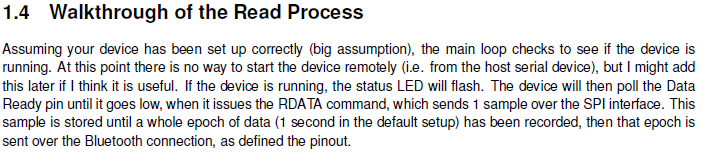 1.4 Walkthrough of the Read Process
Assuming your device has been set up correctly (big assumption), the main loop checks to see if the device is
running. At this point there is no way to start the device remotely (i.e. from the host serial device), but I might add
this later if I think it is useful. If the device is running, the status LED will flash. The device will then poll the Data
Ready pin until it goes low, when it issues the RDATA command, which sends 1 sample over the SPI interface. This
sample is stored until a whole epoch of data (1 second in the default setup) has been recorded, then that epoch is
sent over the Bluetooth connection, as defined the pinout.